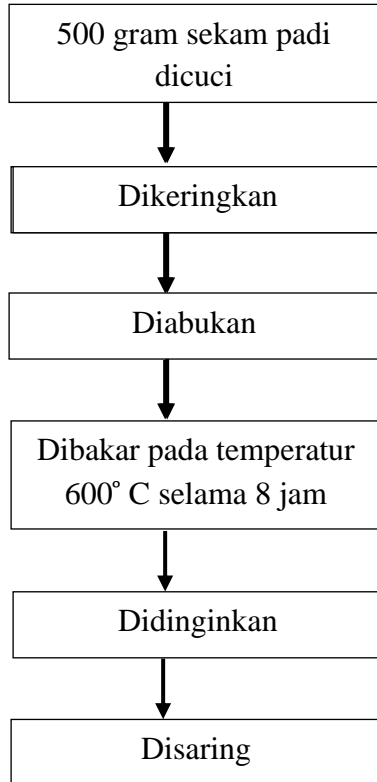 500 gram sekam padi
dicuci
Dikeringkan
Diabukan
Dibakar pada temperatur
600° C selama 8 jam
Didinginkan
Disaring